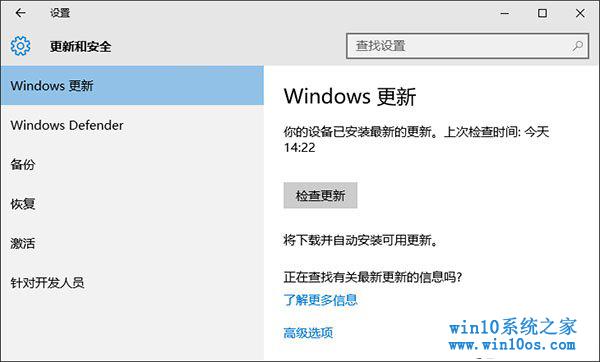 设置
更新和安全
查找设置
Windows 更新
Windows Defender
备份
恢复
激活
针对开发人员
Windows 更新
你的设备已安装最新的更新。上次检查时间: 今天
14:22
检查更新
将下载并自动安装可用更新。
正在查找有关最新更新的信息吗?
了解更多信息
高级选项
win10系统之家
www.win10os.com